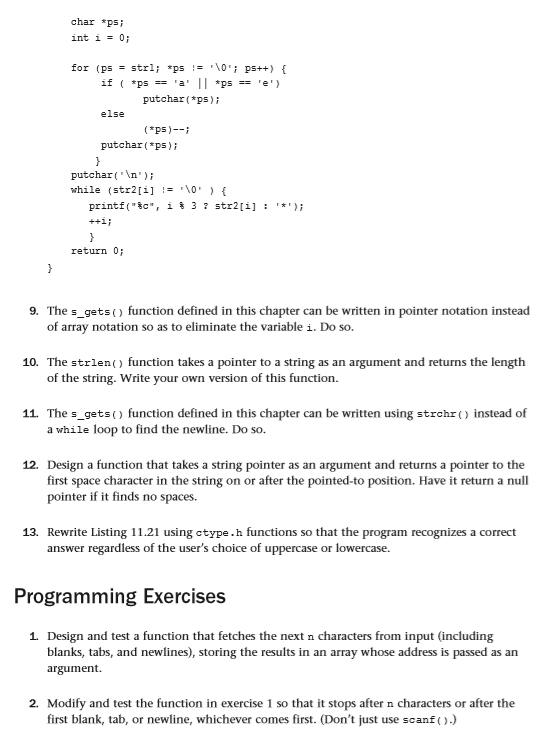 char *ps;
int i = 0;
for (ps = str1; *ps != '\0'; ps++) {
if ( *ps == 'a' || *ps == 'e')
putchar(*ps);
else
(*ps)--;
putchar(*ps);
}
putchar('\n');
while (str2[i] != '\0' ) {
printf("%c", i % 3 ? str2[i] : '*');
++i;
}
return 0;
}
9. The s_gets() function defined in this chapter can be written in pointer notation instead
of array notation so as to eliminate the variable i. Do so.
10. The strlen() function takes a pointer to a string as an argument and returns the length
of the string. Write your own version of this function.
11. The s_gets() function defined in this chapter can be written using strchr() instead of
a while loop to find the newline. Do so.
12. Design a function that takes a string pointer as an argument and returns a pointer to the
first space character in the string on or after the pointed-to position. Have it return a null
pointer if it finds no spaces.
13. Rewrite Listing 11.21 using ctype.h functions so that the program recognizes a correct
answer regardless of the user's choice of uppercase or lowercase.
Programming Exercises
1. Design and test a function that fetches the next n characters from input (including
blanks, tabs, and newlines), storing the results in an array whose address is passed as an
argument.
2. Modify and test the function in exercise 1 so that it stops after n characters or after the
first blank, tab, or newline, whichever comes first. (Don't just use scanf().)